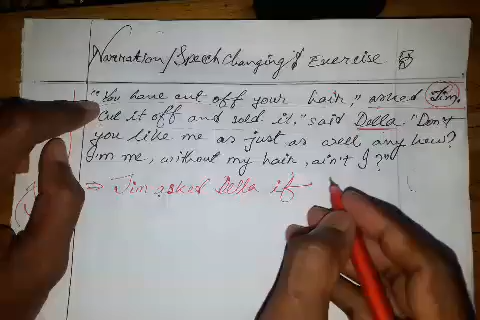 Narration/Speech changing's Exercise
"You have cut off your hair," asked Jim.
"Cut it off and sold it," said Della. "Don't
you like me as just as well, any how?
I'm me, without my hair, ain't I?"
⇒ Jim asked Della if